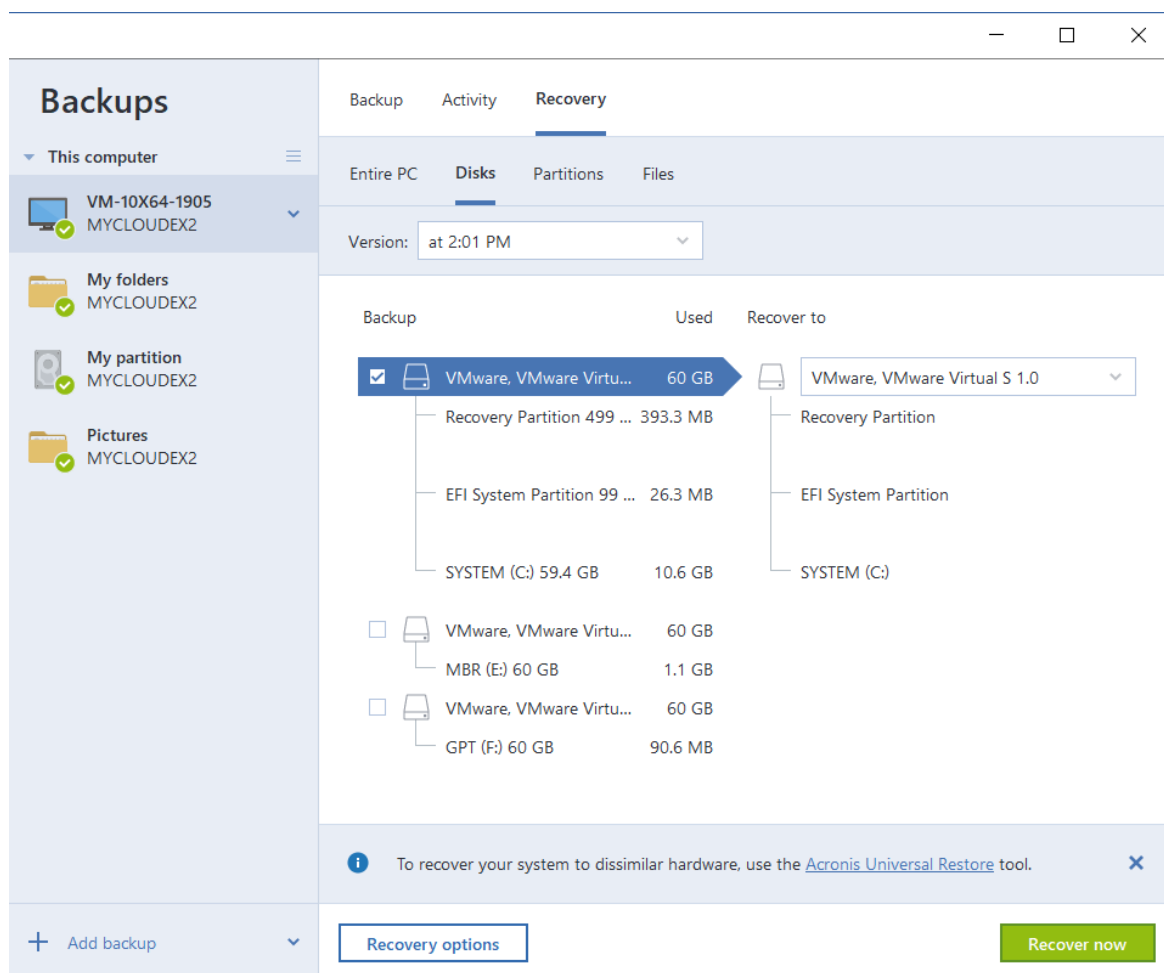 Backups
This computer
VM-10X64-1905
MYCLOUDEX2
My folders
MYCLOUDEX2
My partition
MYCLOUDEX2
Pictures
MYCLOUDEX2
Add backup
Backup Activity Recovery
Entire PC Disks Partitions Files
Version: at 2:01 PM
Backup Used Recover to
VMware, VMware Virtu... 60 GB VMware, VMware Virtual S 1.0
Recovery Partition 499 ... 393.3 MB Recovery Partition
EFI System Partition 99 ... 26.3 MB EFI System Partition
SYSTEM (C:) 59.4 GB 10.6 GB SYSTEM (C:)
VMware, VMware Virtu... 60 GB
MBR (E:) 60 GB 1.1 GB
VMware, VMware Virtu... 60 GB
GPT (F:) 60 GB 90.6 MB
To recover your system to dissimilar hardware, use the Acronis Universal Restore tool.
Recovery options Recover now